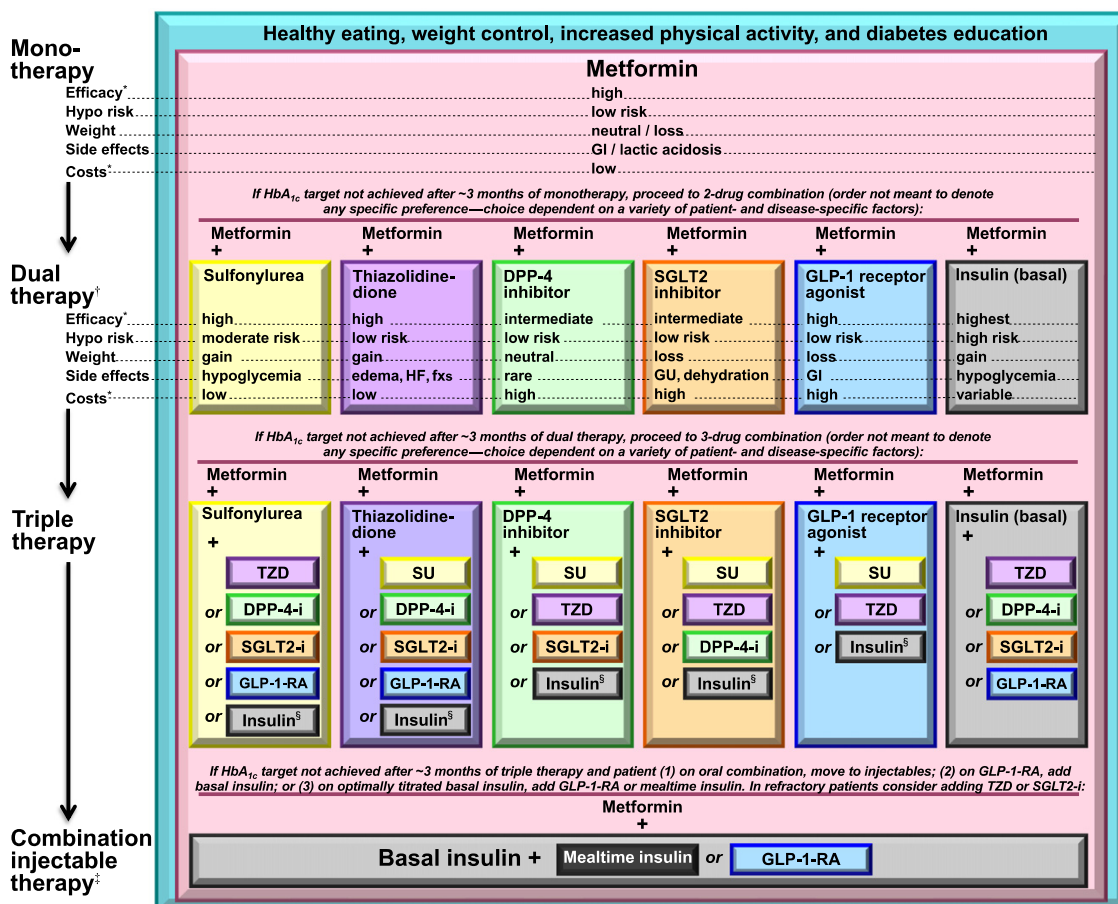 Healthy eating, weight control, increased physical activity, and diabetes education
Mono-
therapy
Metformin
Efficacy* high
Hypo risk low risk
Weight neutral / loss
Side effects GI / lactic acidosis
Costs* low
If HbA1c target not achieved after ~3 months of monotherapy, proceed to 2-drug combination (order not meant to denote
any specific preference—choice dependent on a variety of patient- and disease-specific factors):
Metformin Metformin Metformin Metformin Metformin Metformin
+ + + + + +
Dual
therapy†
Sulfonylurea
Thiazolidine-
dione
DPP-4
inhibitor
SGLT2
inhibitor
GLP-1 receptor
agonist
Insulin (basal)
Efficacy* high high intermediate intermediate high highest
Hypo risk moderate risk low risk low risk low risk low risk high risk
Weight gain gain neutral loss loss gain
Side effects hypoglycemia edema, HF, fxs rare GU, dehydration GI hypoglycemia
Costs* low low high high high variable
If HbA1c target not achieved after ~3 months of dual therapy, proceed to 3-drug combination (order not meant to denote
any specific preference—choice dependent on a variety of patient- and disease-specific factors):
Metformin Metformin Metformin Metformin Metformin Metformin
+ + + + + +
Triple
therapy
Sulfonylurea
+
TZD
or DPP-4-i
or SGLT2-i
or GLP-1-RA
or Insulin§
Thiazolidine-
dione
+
SU
or DPP-4-i
or SGLT2-i
or GLP-1-RA
or Insulin§
DPP-4
inhibitor
+
SU
or TZD
or SGLT2-i
or Insulin§
SGLT2
inhibitor
+
SU
or TZD
or DPP-4-i
or Insulin§
GLP-1 receptor
agonist
+
SU
or TZD
or Insulin§
Insulin (basal)
+
TZD
or DPP-4-i
or SGLT2-i
or GLP-1-RA
If HbA1c target not achieved after ~3 months of triple therapy and patient (1) on oral combination, move to injectables; (2) on GLP-1-RA, add
basal insulin; or (3) on optimally titrated basal insulin, add GLP-1-RA or mealtime insulin. In refractory patients consider adding TZD or SGLT2-i:
Metformin
+
Combination
injectable
therapy‡
Basal insulin + Mealtime insulin or GLP-1-RA